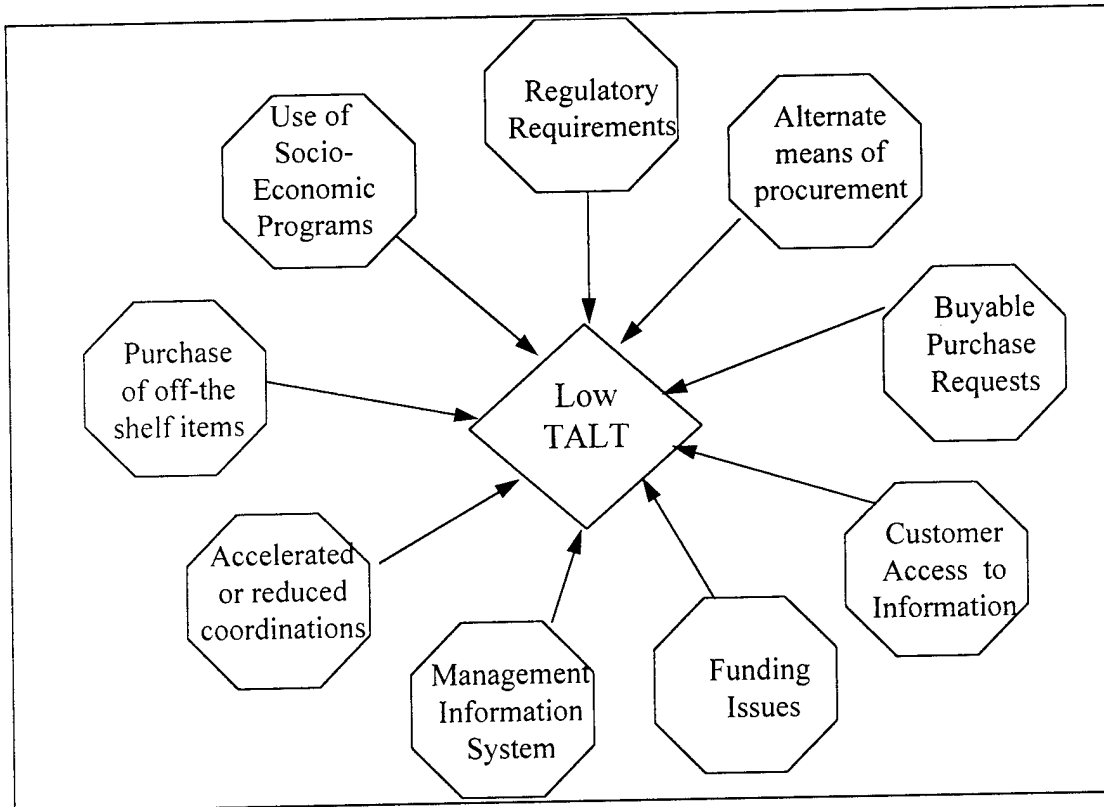 Regulatory
Requirements
Use of
Socio-
Economic
Programs
Alternate
means of
procurement
Purchase
of off-the
shelf items
Low
TALT
Buyable
Purchase
Requests
Accelerated
or reduced
coordinations
Customer
Access to
Information
Management
Information
System
Funding
Issues